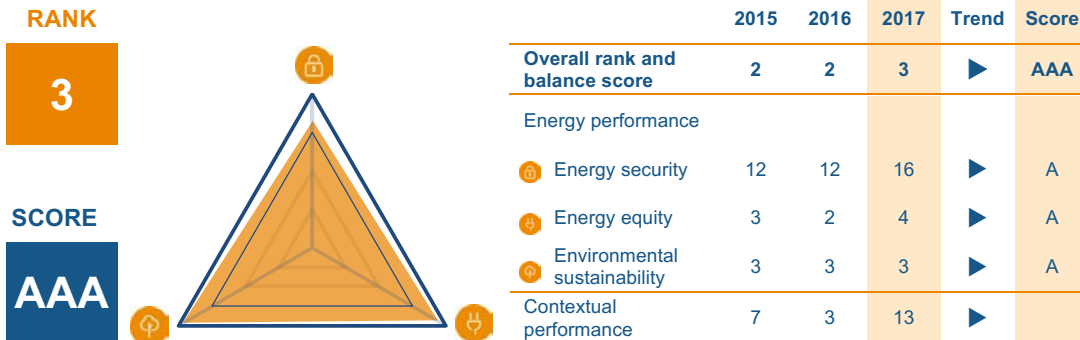 RANK
3
SCORE
AAA
2015 2016 2017 Trend Score
Overall rank and
balance score 2 2 3 AAA
Energy performance
Energy security 12 12 16 A
Energy equity 3 2 4 A
Environmental
sustainability 3 3 3 A
Contextual
performance 7 3 13